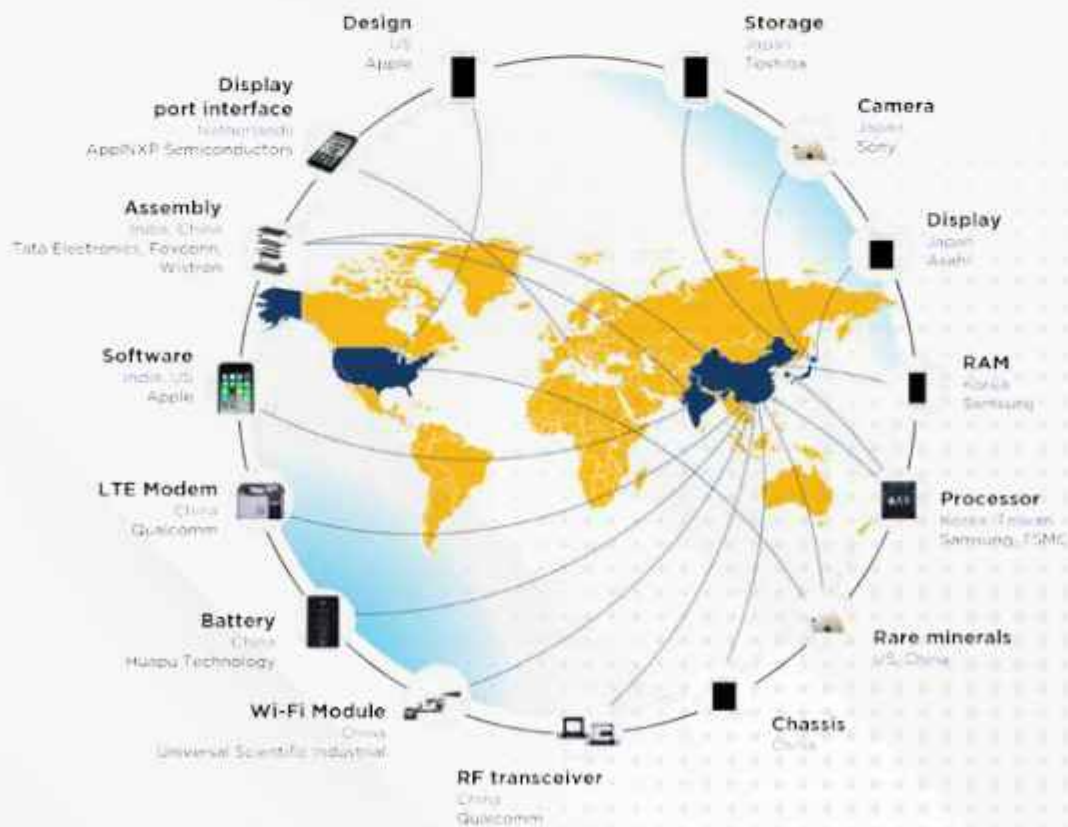 Design
US
Apple
Storage
Japan
Toshiba
Display
port interface
Netherlands
Appl NXP Semiconductors
Camera
Japan
Sony
Assembly
India, China
Tata Electronics, Foxconn,
Wistron
Display
Japan
Asahi
Software
India, US
Apple
RAM
Korea
Samsung
LTE Modem
China
Qualcomm
Processor
Korea, Taiwan
Samsung, TSMC
Battery
China
Huapu Technology
Rare minerals
US, China
Wi-Fi Module
China
Universal Scientific Industrial
Chassis
China
RF transceiver
China
Qualcomm